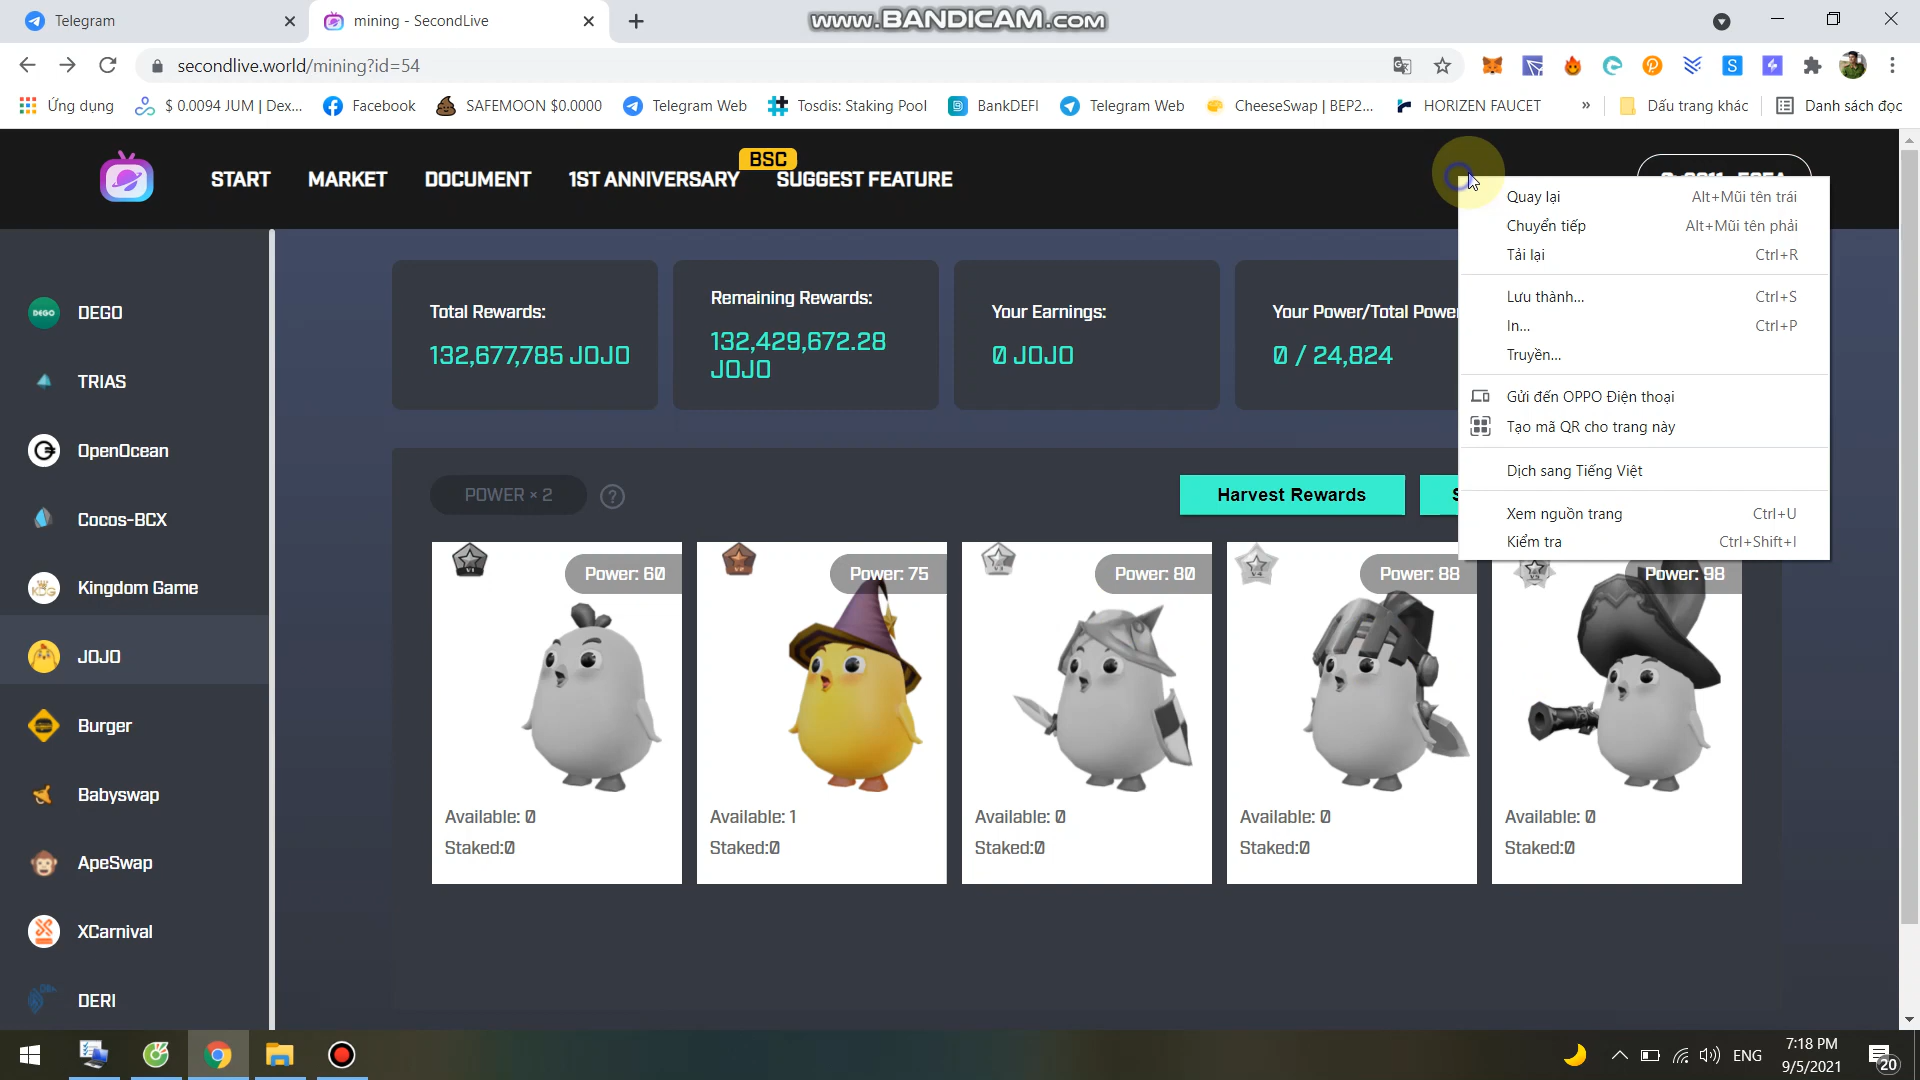 Telegram
mining - SecondLive
www.BANDICAM.com
secondlive.world/mining?id=54
Ứng dụng
$ 0.0094 JUM | Dex...
Facebook
SAFEMOON $0.0000
Telegram Web
Tosdis: Staking Pool
BankDEFI
Telegram Web
CheeseSwap | BEP2...
HORIZEN FAUCET
»
Dấu trang khác
Danh sách đọc
START
MARKET
DOCUMENT
1ST ANNIVERSARY
BSC
SUGGEST FEATURE
Quay lại Alt+Mũi tên trái
Chuyển tiếp Alt+Mũi tên phải
Tải lại Ctrl+R
Lưu thành... Ctrl+S
In... Ctrl+P
Truyền...
Gửi đến OPPO Điện thoại
Tạo mã QR cho trang này
Dịch sang Tiếng Việt
Xem nguồn trang Ctrl+U
Kiểm tra Ctrl+Shift+I
DEGO
DEGO
TRIAS
OpenOcean
Cocos-BCX
KDG
Kingdom Game
JOJO
Burger
Babyswap
ApeSwap
XCarnival
DERI
Total Rewards:
132,677,785 JOJO
Remaining Rewards:
132,429,672.28
JOJO
Your Earnings:
0 JOJO
Your Power/Total Power
0 / 24,824
POWER × 2
?
Harvest Rewards
S
V1
Power: 60
Available: 0
Staked:0
V2
Power: 75
Available: 1
Staked:0
V3
Power: 80
Available: 0
Staked:0
V4
Power: 88
Available: 0
Staked:0
V5
Power: 98
Available: 0
Staked:0
ENG
7:18 PM
9/5/2021
20